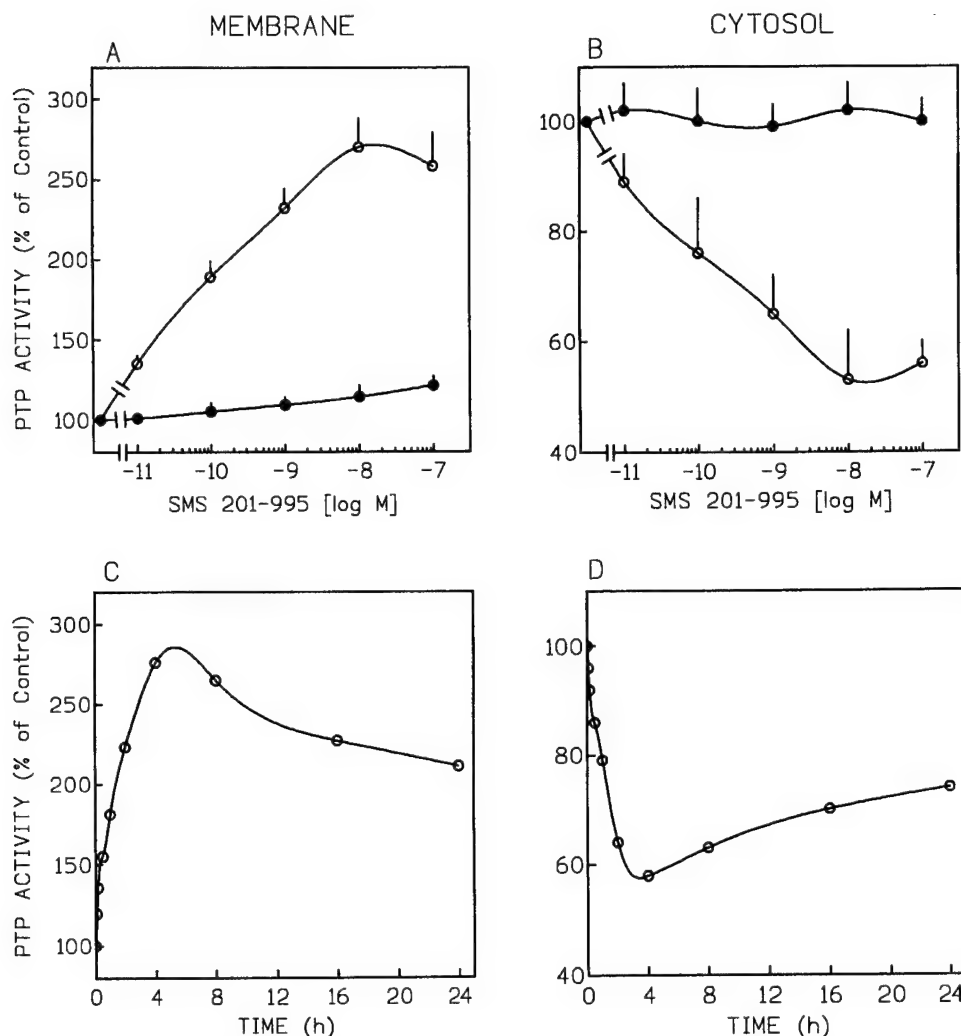 MEMBRANE
CYTOSOL
A
B
PTP ACTIVITY (% of Control)
300
250
200
150
100
100
80
60
40
-11 -10 -9 -8 -7
-11 -10 -9 -8 -7
SMS 201-995 [log M]
SMS 201-995 [log M]
C
D
PTP ACTIVITY (% of Control)
300
250
200
150
100
100
80
60
40
0 4 8 12 16 20 24
0 4 8 12 16 20 24
TIME (h)
TIME (h)